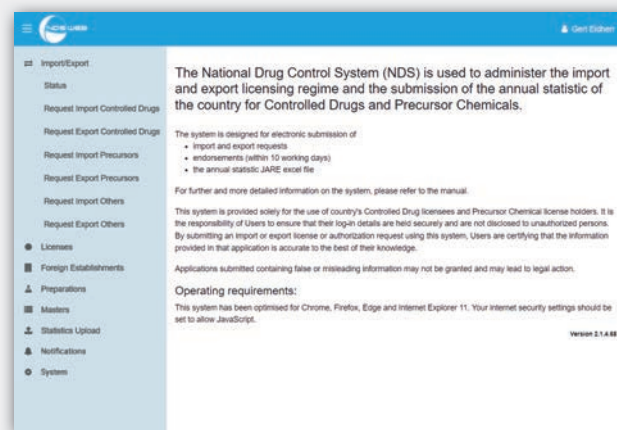 NDS WEB
Gert Eidherr
Import/Export
Status
Request Import Controlled Drugs
Request Export Controlled Drugs
Request Import Precursors
Request Export Precursors
Request Import Others
Request Export Others
Licenses
Foreign Establishments
Preparations
Masters
Statistics Upload
Notifications
System
The National Drug Control System (NDS) is used to administer the import
and export licensing regime and the submission of the annual statistic of
the country for Controlled Drugs and Precursor Chemicals.
The system is designed for electronic submission of
• import and export requests
• endorsements (within 10 working days)
• the annual statistic JARE excel file
For further and more detailed information on the system, please refer to the manual.
This system is provided solely for the use of country's Controlled Drug licensees and Precursor Chemical license holders. It is
the responsibility of Users to ensure that their log-in details are held securely and are not disclosed to unauthorized persons.
By submitting an import or export license or authorization request using this system, Users are certifying that the information
provided in that application is accurate to the best of their knowledge.
Applications submitted containing false or misleading information may not be granted and may lead to legal action.
Operating requirements:
This system has been optimised for Chrome, Firefox, Edge and Internet Explorer 11. Your internet security settings should be
set to allow JavaScript.
Version 2.1.4.68